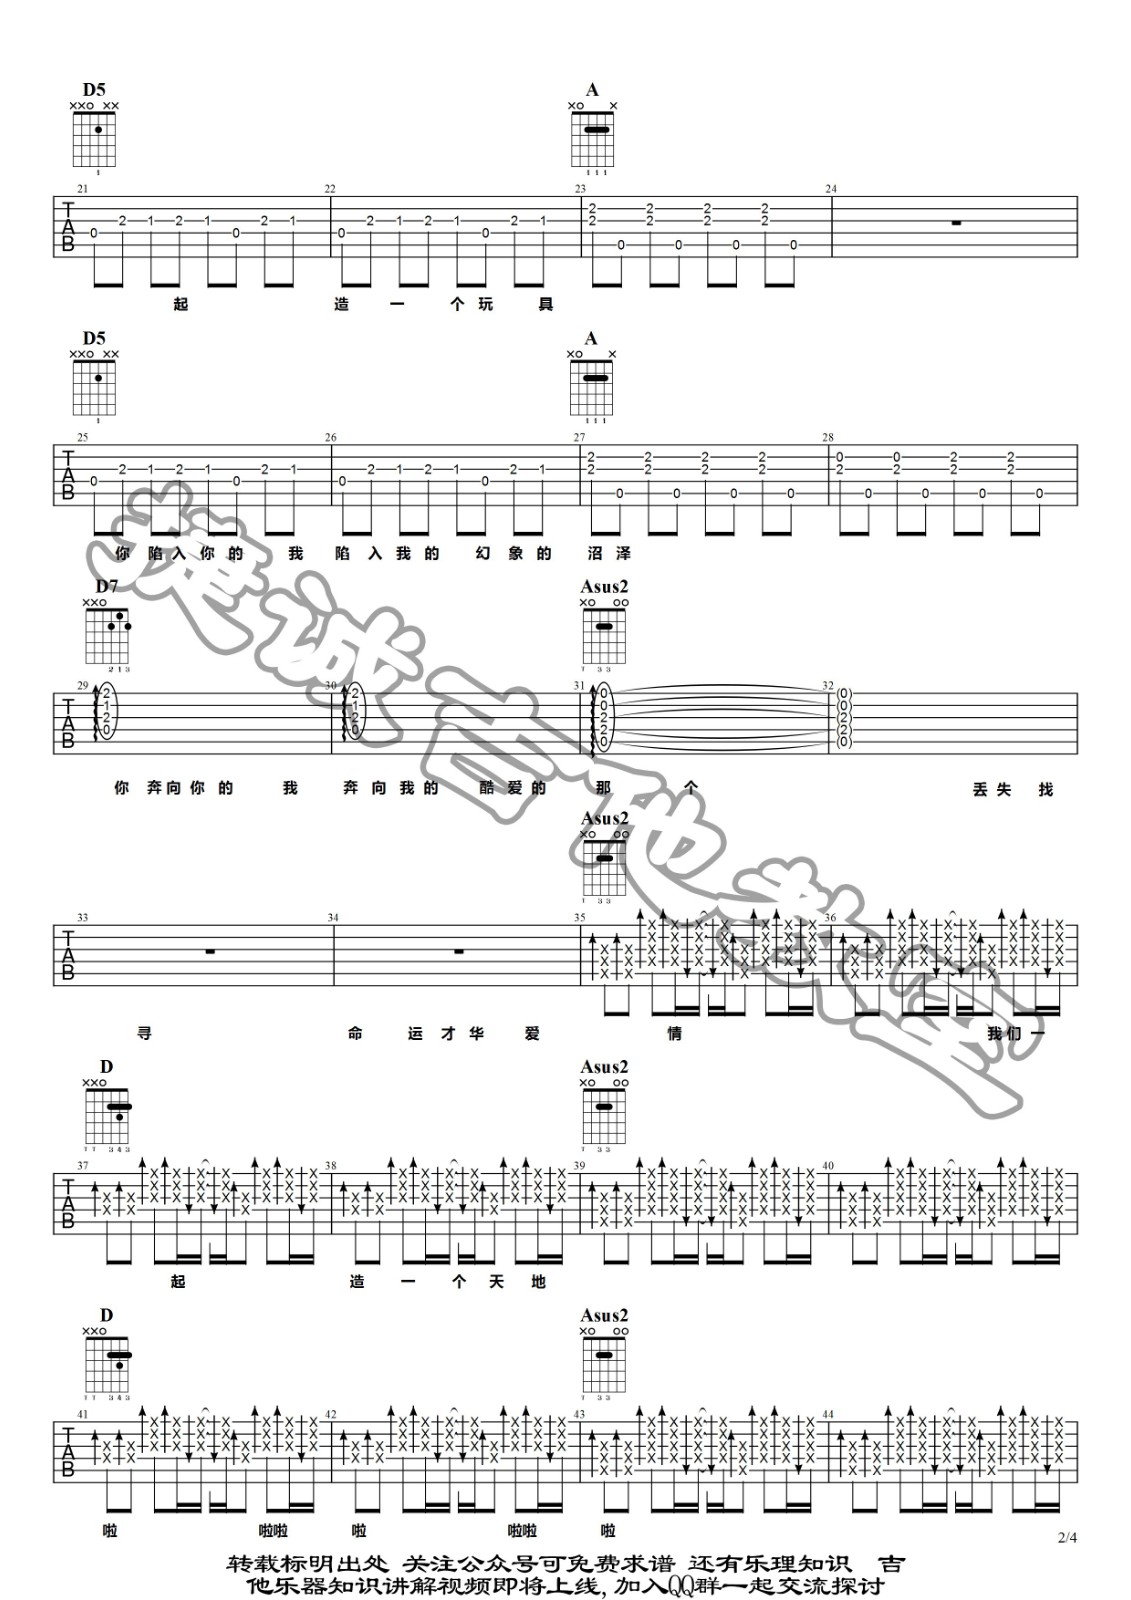 D5 A
21 22 23 24
起 造 一 个 玩 具
D5 A
25 26 27 28
你 陷 入 你 的 我 陷 入 我 的 幻 象 的 沼 泽
D7 Asus2
29 30 31 32
你 奔 向 你 的 我 奔 向 我 的 酷 爱 的 那 个 丢 失 找
Asus2
33 34 35 36
寻 命 运 才 华 爱 情 我 们 一
D Asus2
37 38 39 40
起 造 一 个 天 地
D Asus2
41 42 43 44
啦 啦啦 啦 啦啦 啦
捷诚吉他教室
2/4
转载标明出处 关注公众号可免费求谱 还有乐理知识 吉
他乐器知识讲解视频即将上线,加入QQ群一起交流探讨